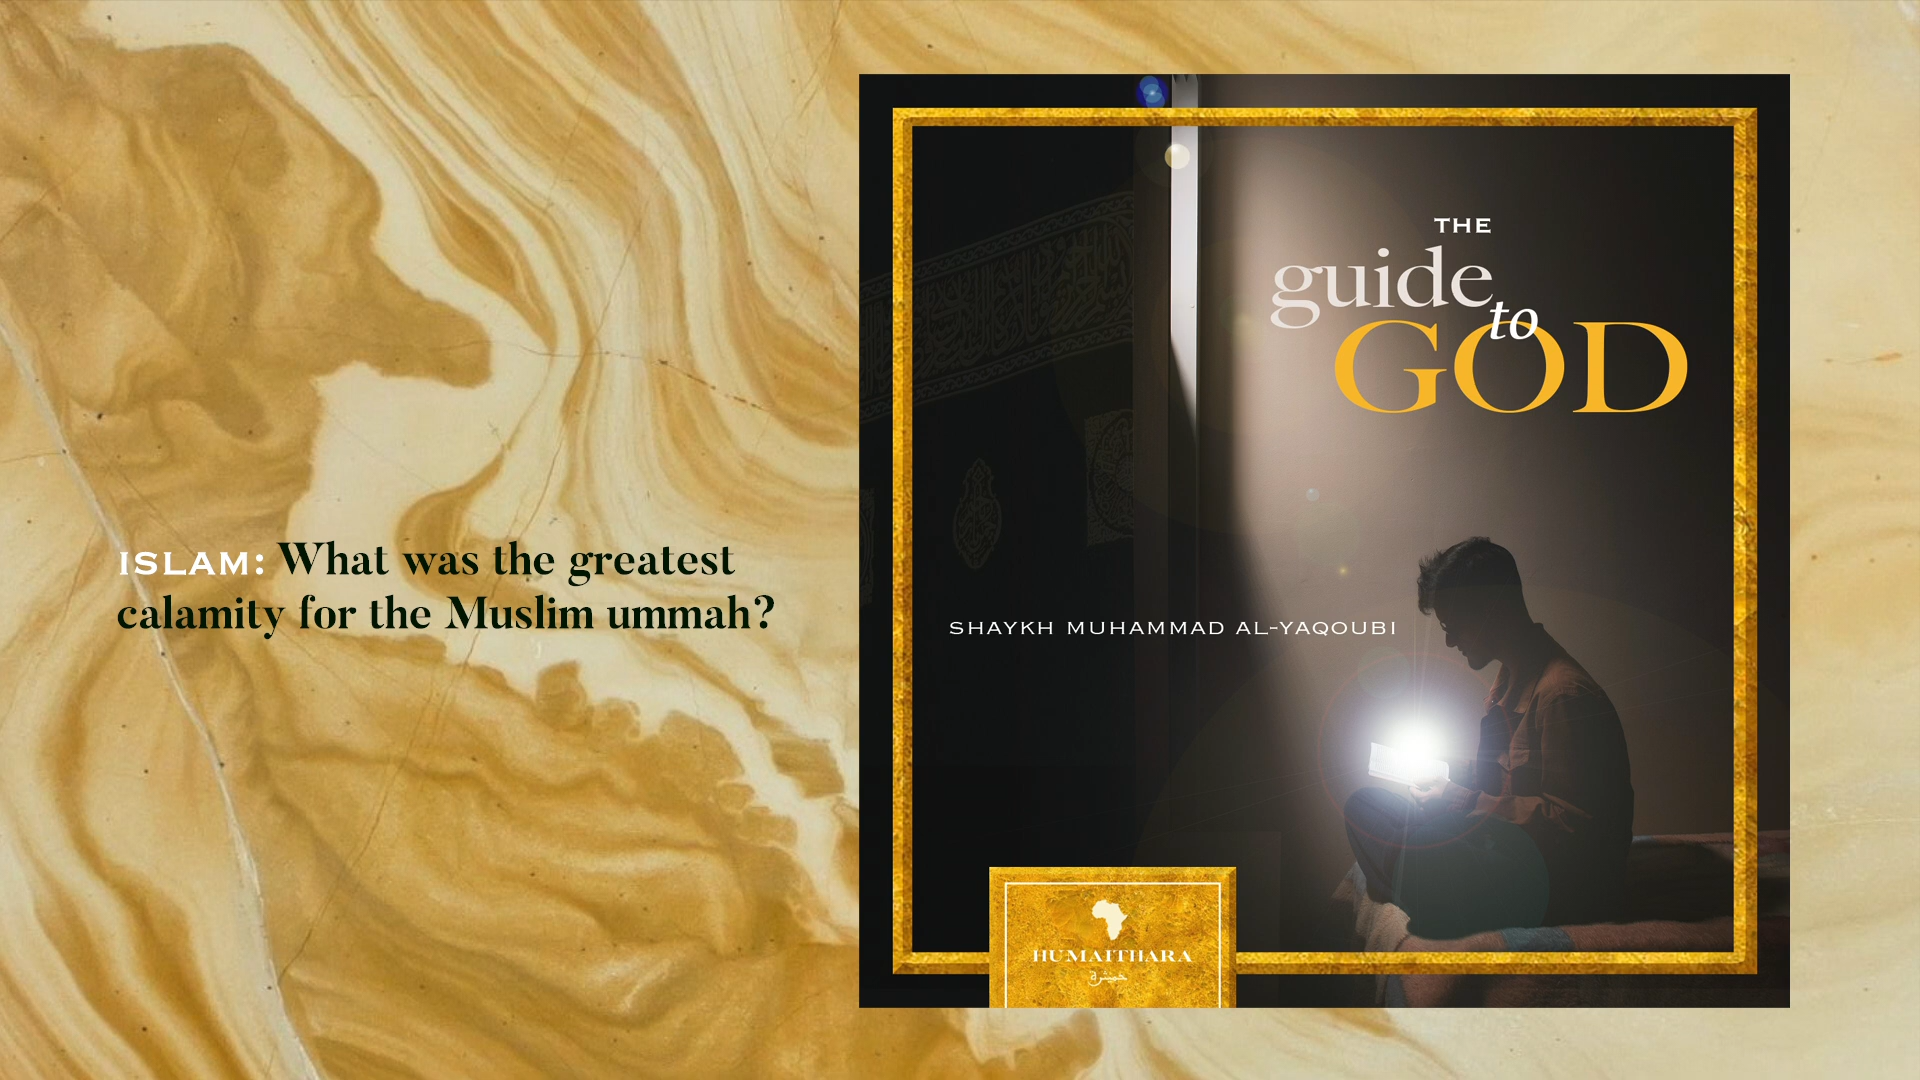 ISLAM: What was the greatest
calamity for the Muslim ummah?
THE
guide
to
GOD
SHAYKH MUHAMMAD AL-YAQOUBI
HUMAITHARA
حميثرة